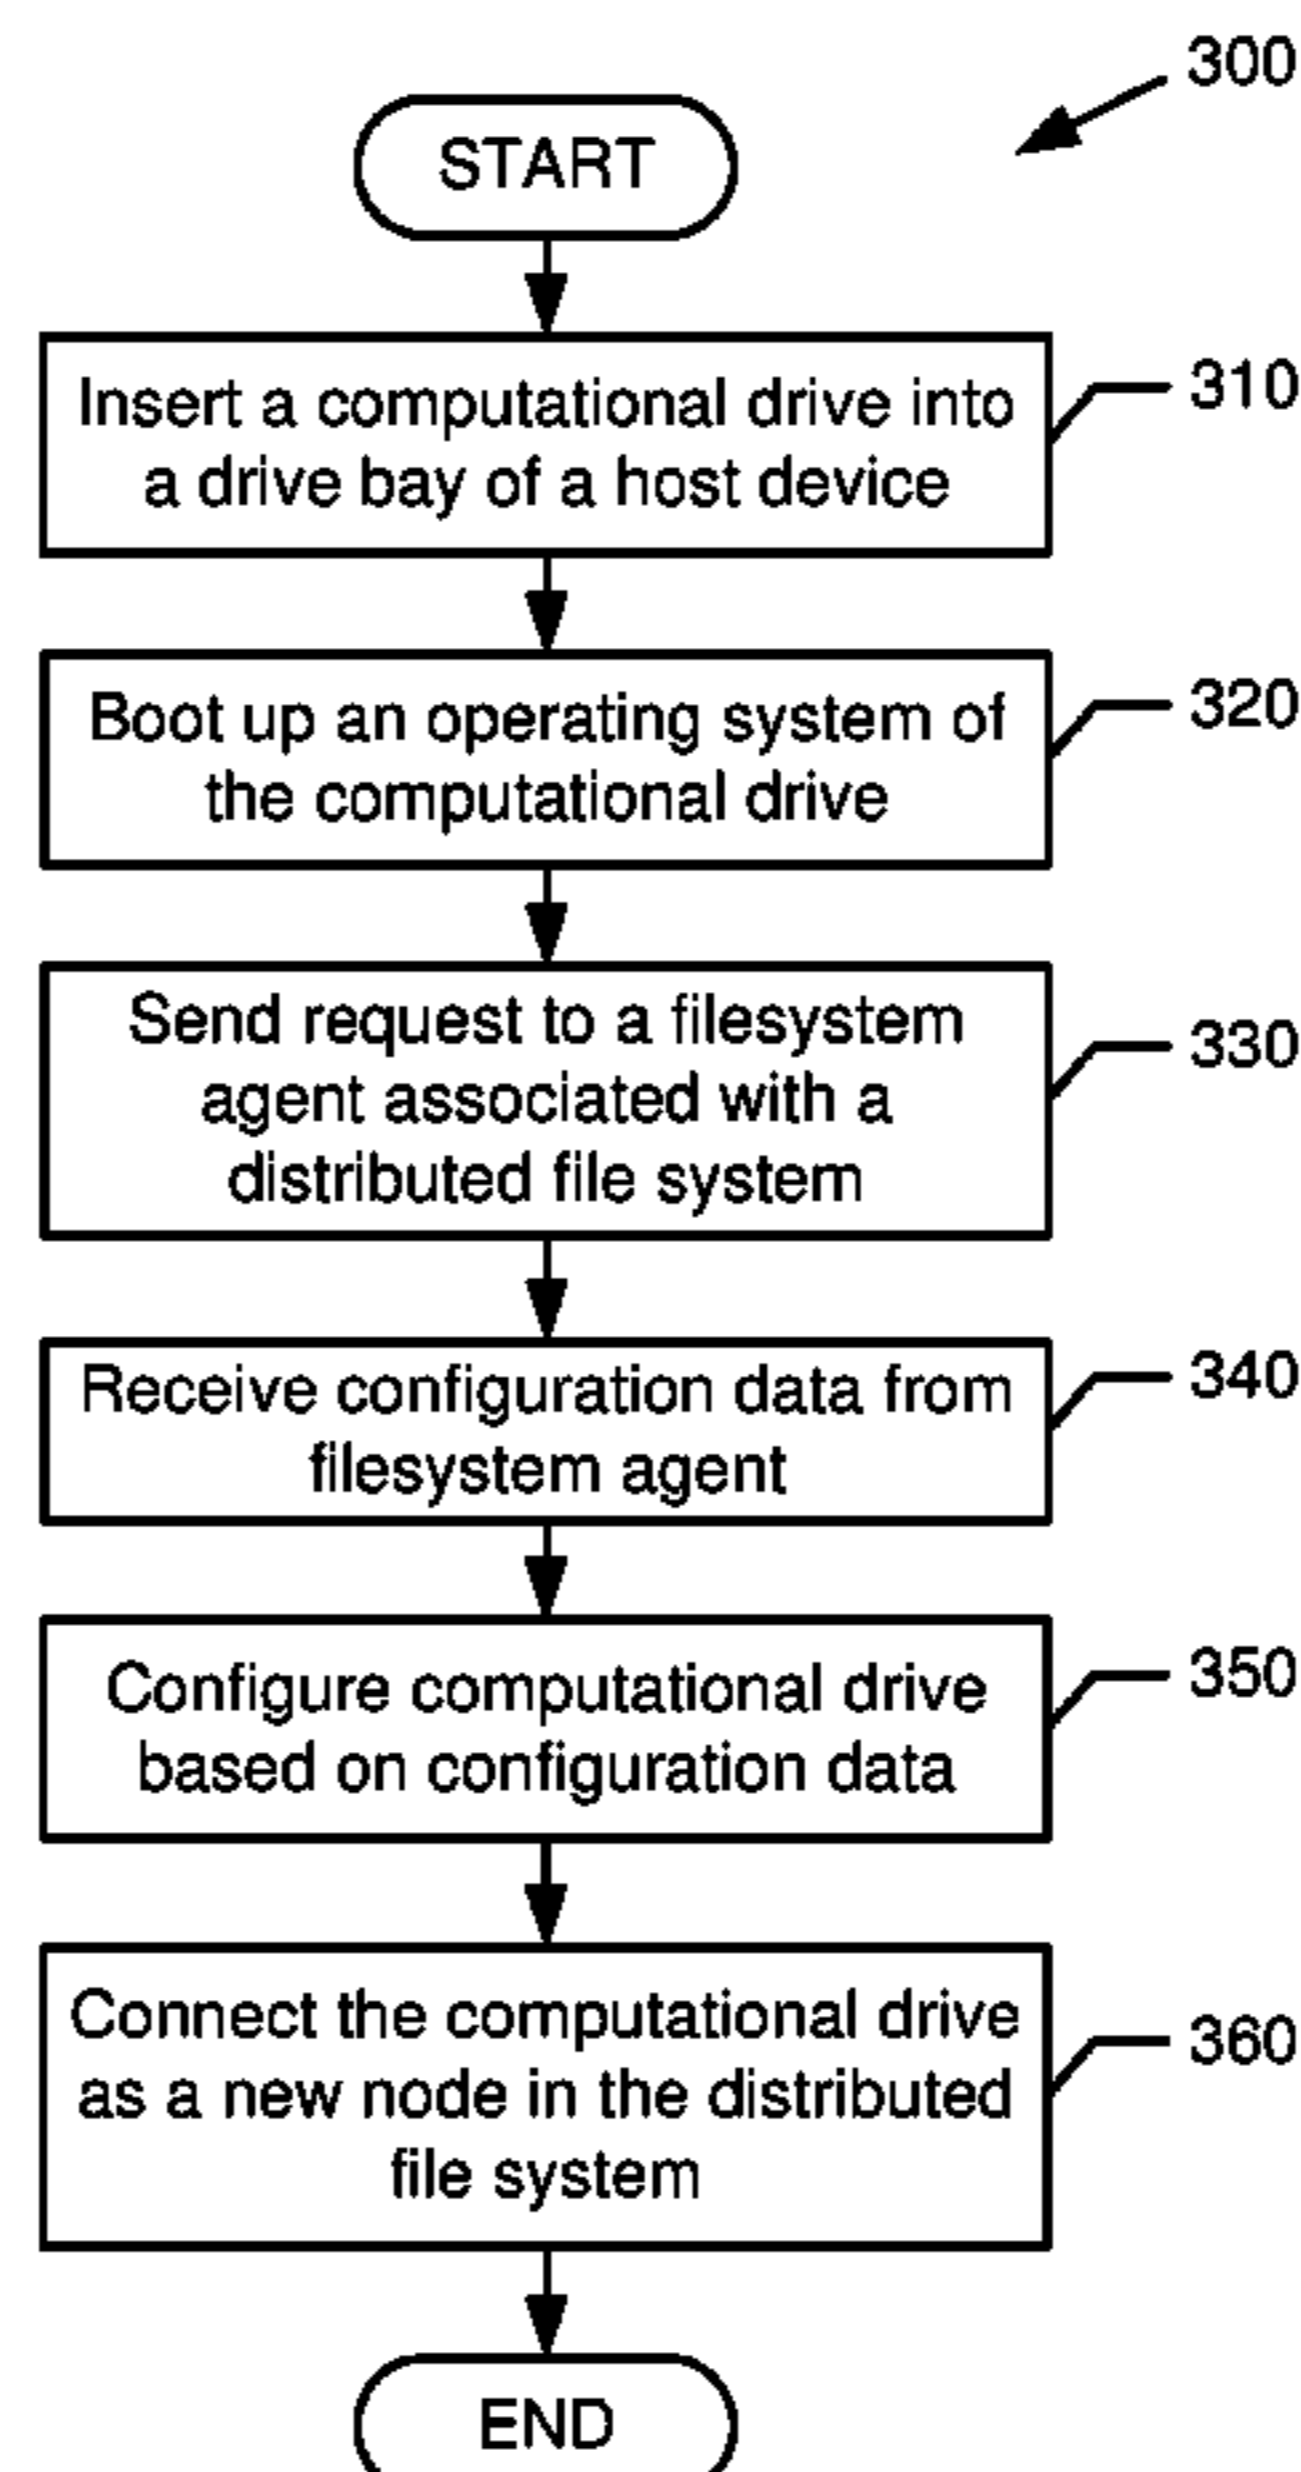 300
START
Insert a computational drive into
a drive bay of a host device
310
Boot up an operating system of
the computational drive
320
Send request to a filesystem
agent associated with a
distributed file system
330
Receive configuration data from
filesystem agent
340
Configure computational drive
based on configuration data
350
Connect the computational drive
as a new node in the distributed
file system
360
END